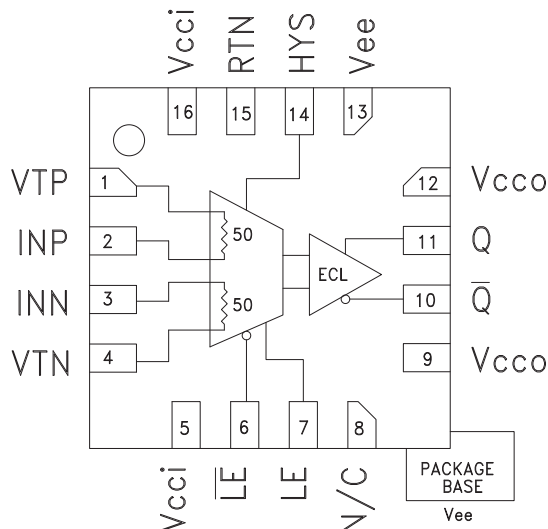 Vcci
RTN
HYS
Vee
16
15
14
13
VTP
1
12
Vcco
50
INP
2
11
Q
ECL
INN
3
50
10
Q̅
VTN
4
9
Vcco
5
6
7
8
Vcci
L̅E̅
LE
N/C
PACKAGE
BASE
Vee